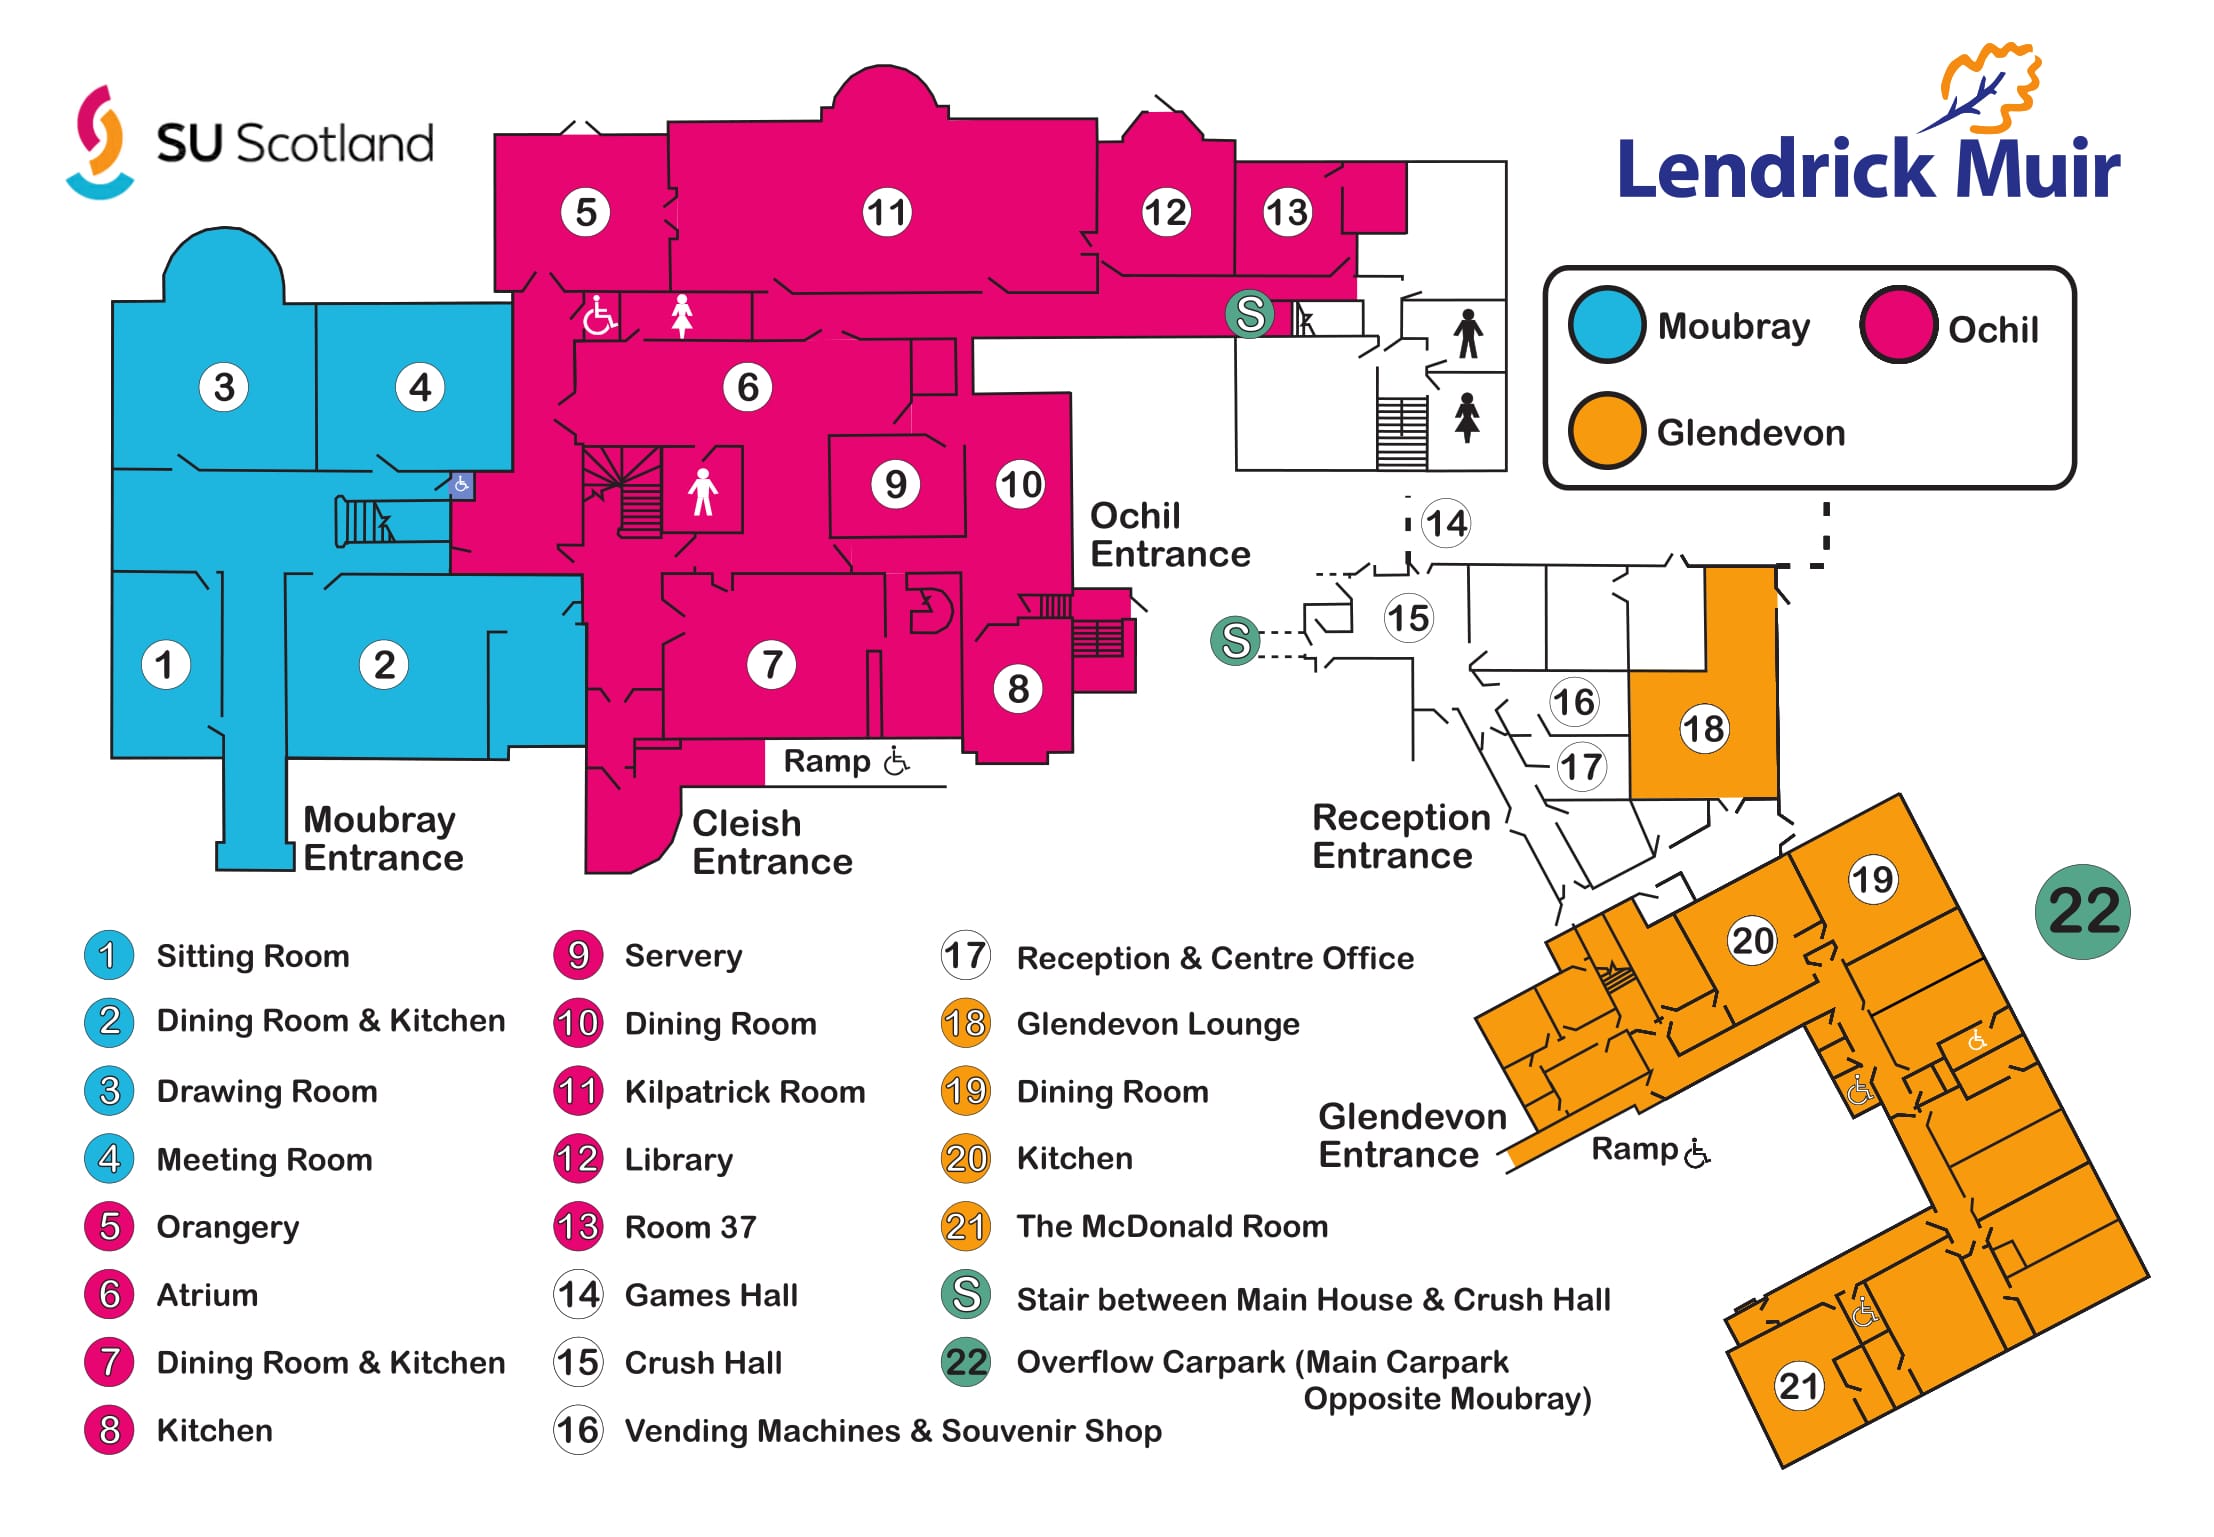 SU Scotland
Lendrick Muir
5
11
12
13
S
Moubray
Ochil
Glendevon
3
4
6
9
10
Ochil
Entrance
14
15
S
1
2
7
8
16
18
17
Ramp
Moubray
Entrance
Cleish
Entrance
Reception
Entrance
19
20
22
Glendevon
Entrance
Ramp
21
1 Sitting Room
2 Dining Room & Kitchen
3 Drawing Room
4 Meeting Room
5 Orangery
6 Atrium
7 Dining Room & Kitchen
8 Kitchen
9 Servery
10 Dining Room
11 Kilpatrick Room
12 Library
13 Room 37
14 Games Hall
15 Crush Hall
16 Vending Machines & Souvenir Shop
17 Reception & Centre Office
18 Glendevon Lounge
19 Dining Room
20 Kitchen
21 The McDonald Room
S Stair between Main House & Crush Hall
22 Overflow Carpark (Main Carpark
Opposite Moubray)